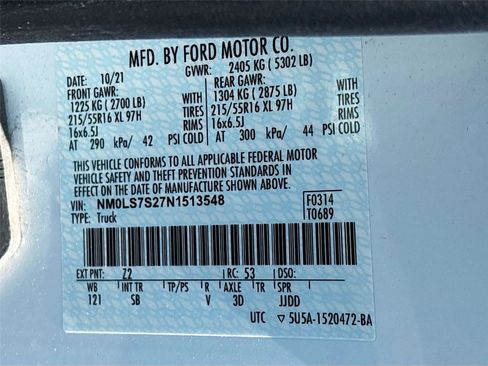 MFD. BY FORD MOTOR CO.
DATE: 10/21 GVWR: 2405 KG ( 5302 LB)
FRONT GAWR: REAR GAWR:
1225 KG ( 2700 LB) WITH 1304 KG ( 2875 LB) WITH
215/55R16 XL 97H TIRES 215/55R16 XL 97H TIRES
16x6.5J RIMS 16x6.5J RIMS
AT 290 kPa/ 42 PSI COLD AT 300 kPa/ 44 PSI COLD
THIS VEHICLE CONFORMS TO ALL APPLICABLE FEDERAL MOTOR
VEHICLE SAFETY AND THEFT PREVENTION STANDARDS IN
EFFECT ON THE DATE OF MANUFACTURE SHOWN ABOVE.
VIN: NM0LS7S27N1513548 F0314
TYPE: Truck T0689
EXT PNT: Z2 RC: 53 DSO:
WB INT TR TP/PS R AXLE TR SPR
121 SB V 3D JJDD
UTC ▽5U5A-1520472-BA